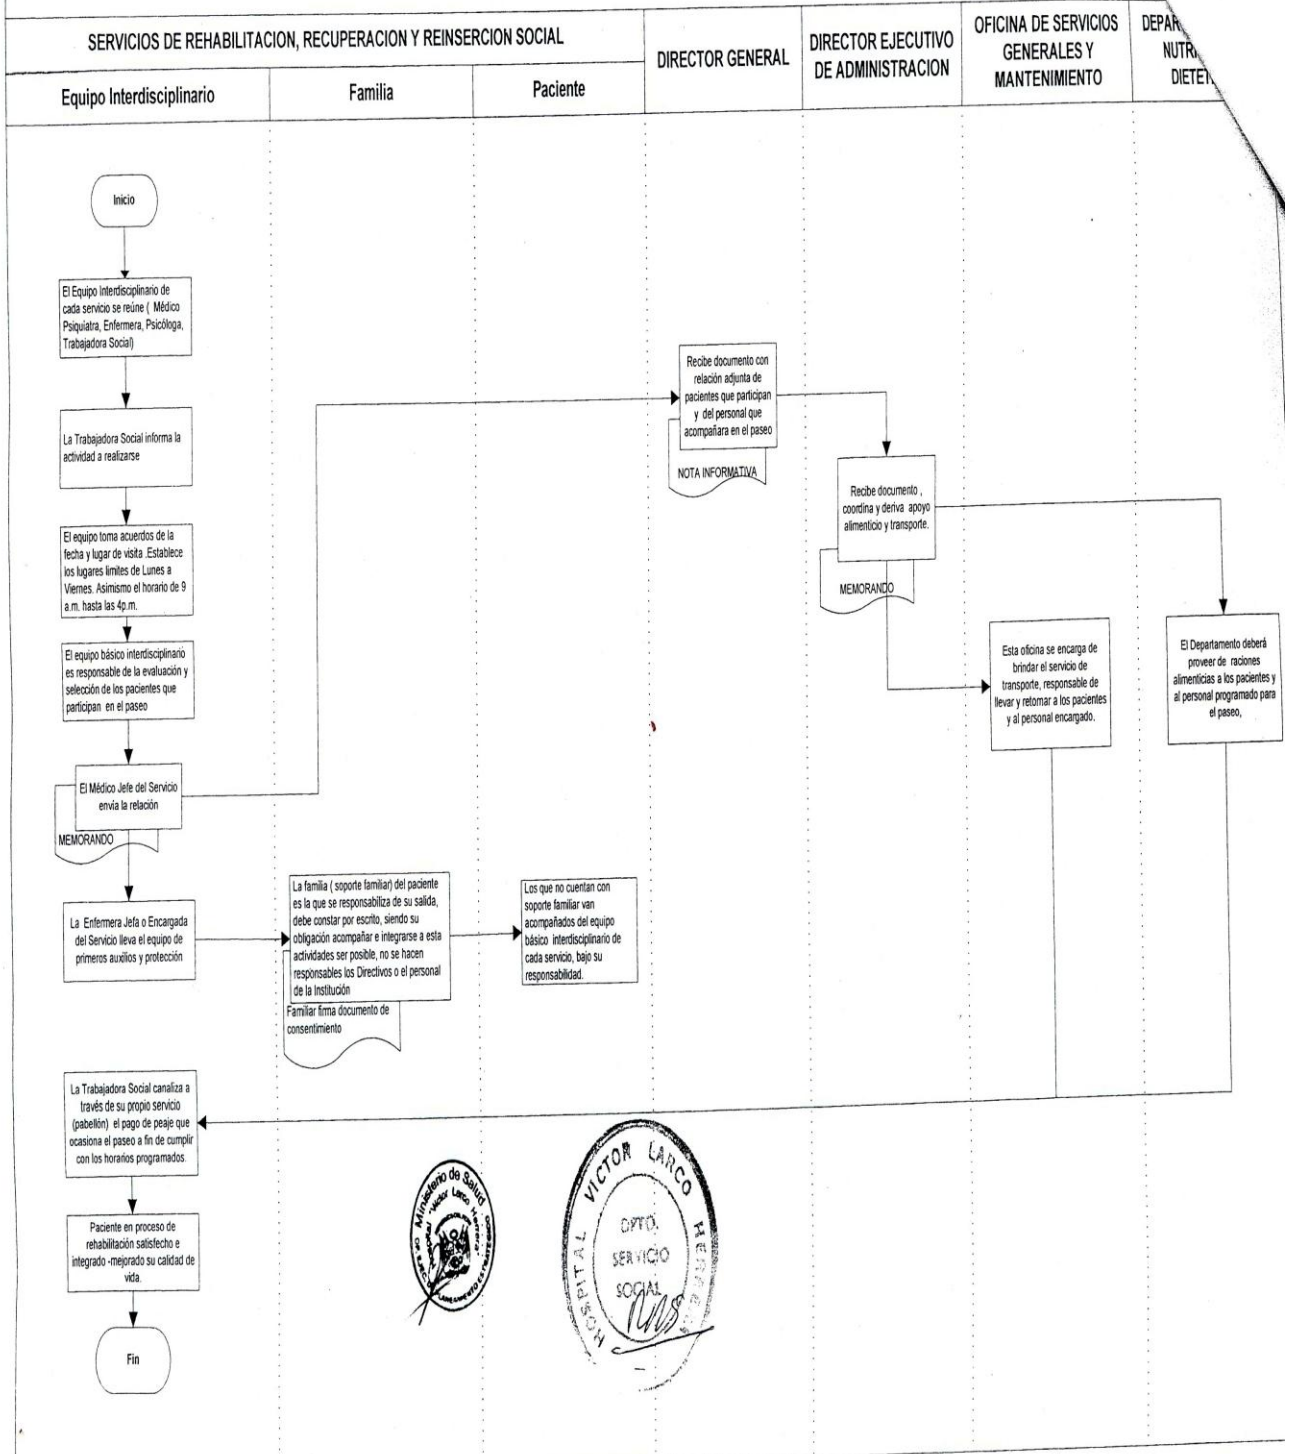 SERVICIOS DE REHABILITACION, RECUPERACION Y REINSERCION SOCIAL
Equipo Interdisciplinario
Familia
Paciente
DIRECTOR GENERAL
DIRECTOR EJECUTIVO
DE ADMINISTRACION
OFICINA DE SERVICIOS
GENERALES Y
MANTENIMIENTO
Inicio
El Equipo Interdisciplinario de
cada servicio se reúne ( Médico
Psiquiatra, Enfermera, Psicóloga,
Trabajadora Social)
La Trabajadora Social informa la
actividad a realizarse
El equipo toma acuerdos de la
fecha y lugar de visita .Establece
los lugares limites de Lunes a
Viernes. Asimismo el horario de 9
a.m. hasta las 4p.m.
El equipo básico interdisciplinario
es responsable de la evaluación y
selección de los pacientes que
participan en el paseo
El Médico Jefe del Servicio
envia la relación
MEMORANDO
La Enfermera Jefa o Encargada
del Servicio lleva el equipo de
primeros auxilios y protección
La familia ( soporte familiar) del paciente
es la que se responsabiliza de su salida,
debe constar por escrito, siendo su
obligación acompañar e integrarse a esta
actividades ser posible, no se hacen
responsables los Directivos o el personal
de la Institución
Familiar firma documento de
consentimiento
Los que no cuentan con
soporte familiar van
acompañados del equipo
básico interdisciplinario de
cada servicio, bajo su
responsabilidad.
Recibe documento con
relación adjunta de
pacientes que participan
y del personal que
acompañara en el paseo
NOTA INFORMATIVA
Recibe documento ,
coordina y deriva apoyo
alimenticio y transporte.
MEMORANDO
Esta oficina se encarga de
brindar el servicio de
transporte, responsable de
llevar y retornar a los pacientes
y al personal encargado.
El Departamento deberá
proveer de raciones
alimenticias a los pacientes y
al personal programado para
el paseo,
La Trabajadora Social canaliza a
través de su propio servicio
(pabellón) el pago de peaje que
ocasiona el paseo a fin de cumplir
con los horarios programados.
Paciente en proceso de
rehabilitación satisfecho e
integrado -mejorado su calidad de
vida.
Fin
Ministerio de Salud
HOSPITAL VICTOR LARCO HERRERA
DPTO.
SERVICIO
SOCIAL